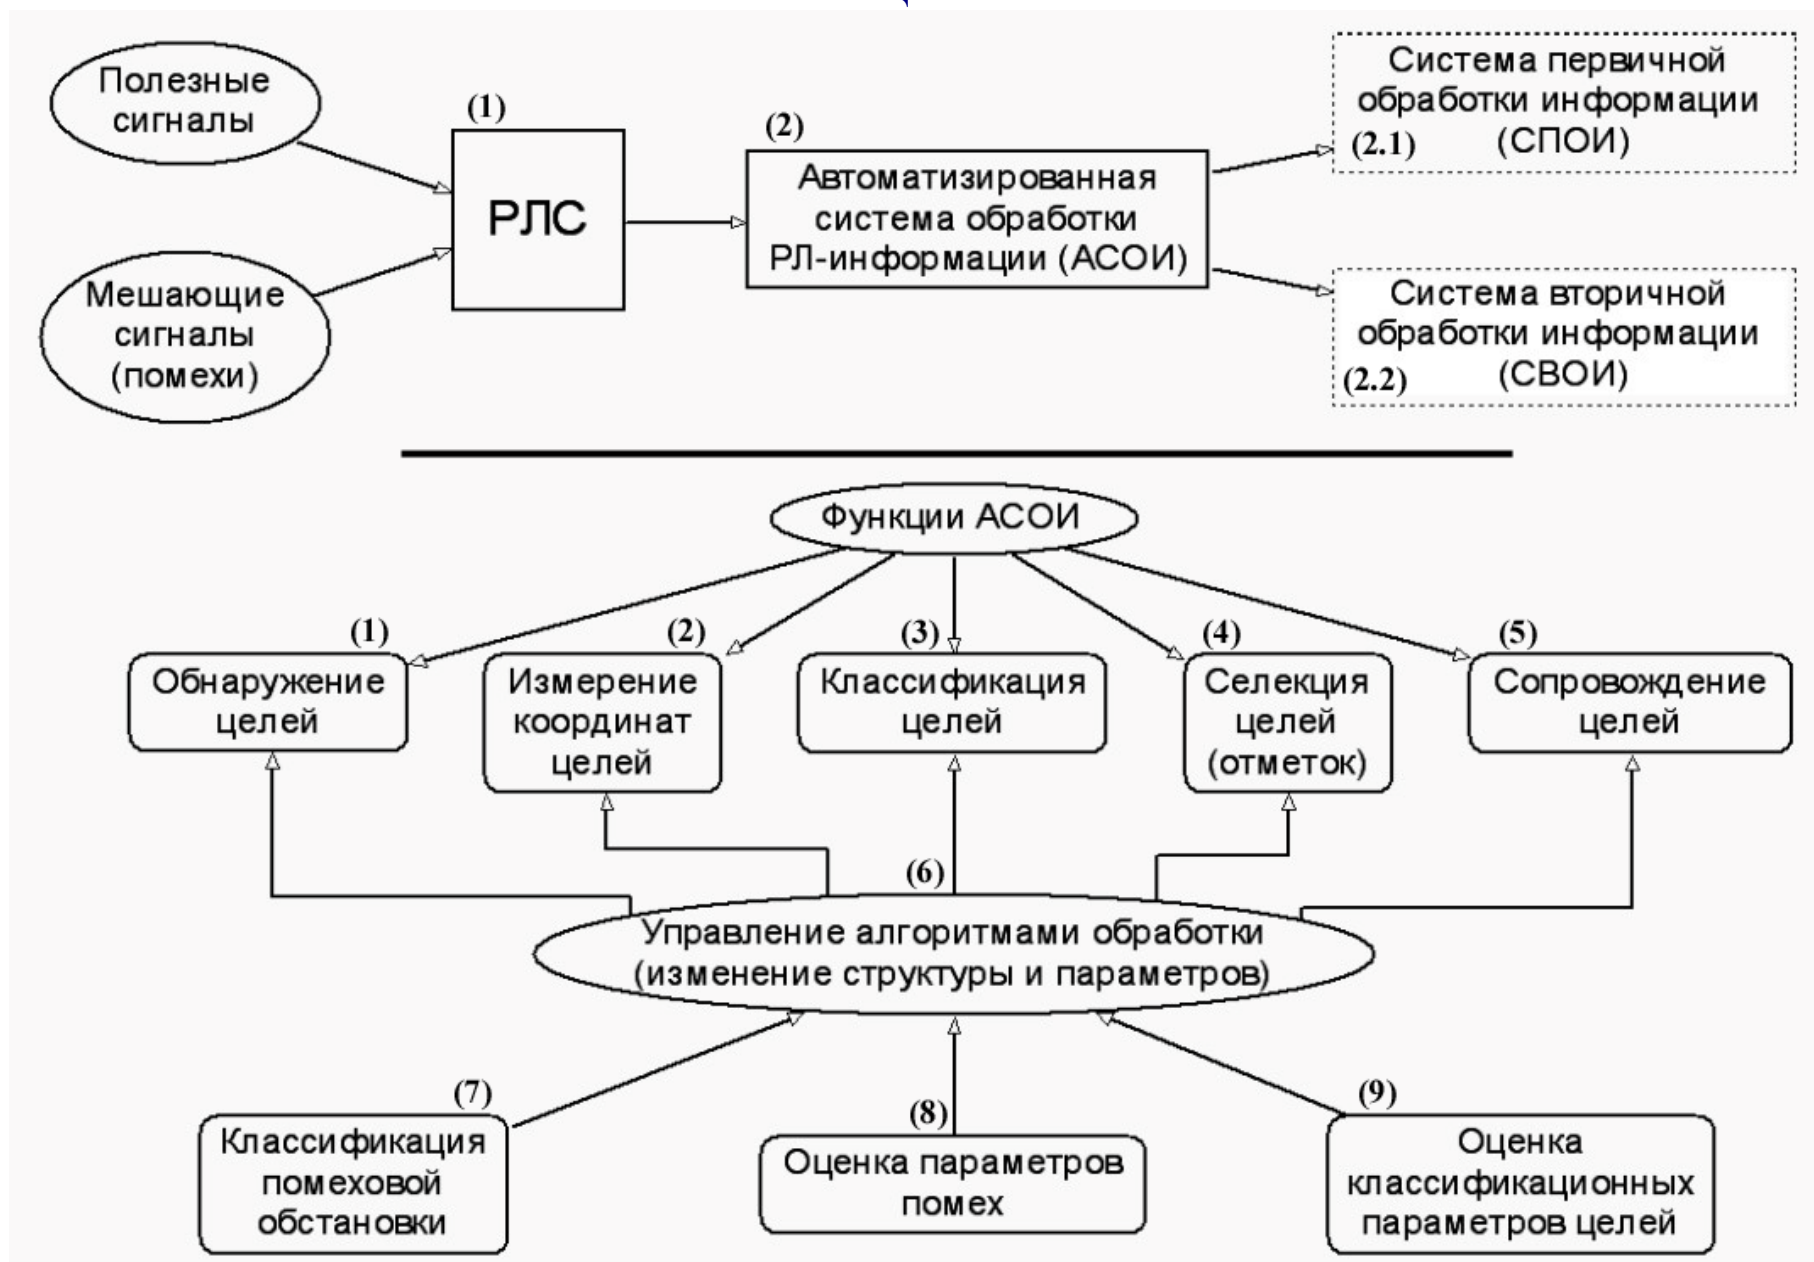 Полезные
сигналы
Мешающие
сигналы
(помехи)
(1)
РЛС
(2)
Автоматизированная
система обработки
РЛ-информации (АСОИ)
Система первичной
обработки информации
(2.1) (СПОИ)
Система вторичной
обработки информации
(2.2) (СВОИ)
Функции АСОИ
(1)
Обнаружение
целей
(2)
Измерение
координат
целей
(3)
Классификация
целей
(4)
Селекция
целей
(отметок)
(5)
Сопровождение
целей
(6)
Управление алгоритмами обработки
(изменение структуры и параметров)
(7)
Классификация
помеховой
обстановки
(8)
Оценка параметров
помех
(9)
Оценка
классификационных
параметров целей